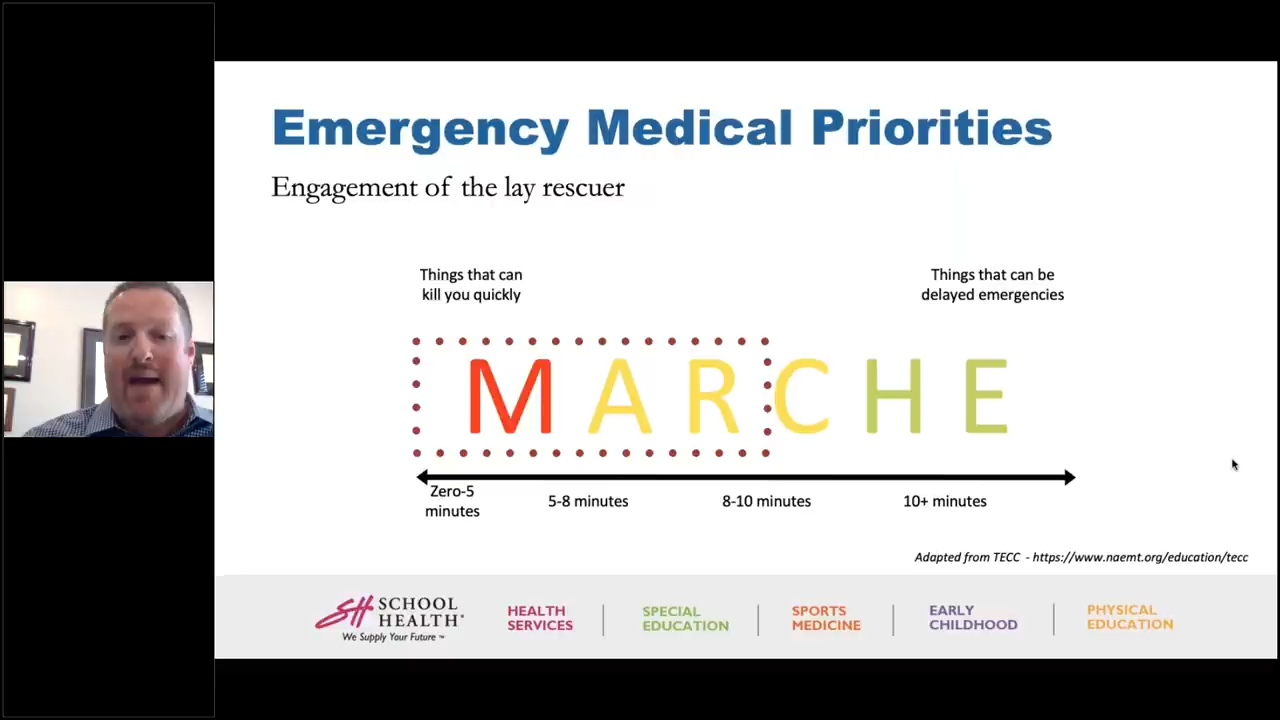 Emergency Medical Priorities
Engagement of the lay rescuer
Things that can
kill you quickly
Things that can be
delayed emergencies
MARCHE
Zero-5
minutes
5-8 minutes
8-10 minutes
10+ minutes
Adapted from TECC - https://www.naemt.org/education/tecc
SH SCHOOL
HEALTH®
We Supply Your Future ™
HEALTH
SERVICES
SPECIAL
EDUCATION
SPORTS
MEDICINE
EARLY
CHILDHOOD
PHYSICAL
EDUCATION